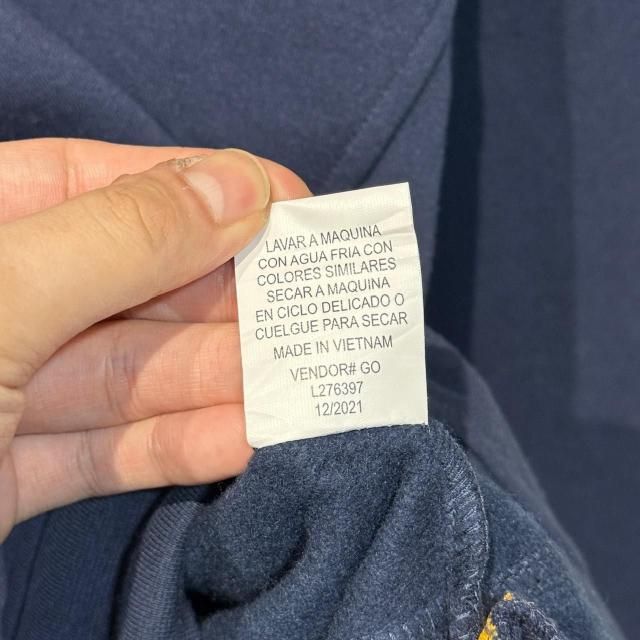 LAVAR A MAQUINA
CON AGUA FRIA CON
COLORES SIMILARES
SECAR A MAQUINA
EN CICLO DELICADO O
CUELGUE PARA SECAR
MADE IN VIETNAM
VENDOR# GO
L276397
12/2021